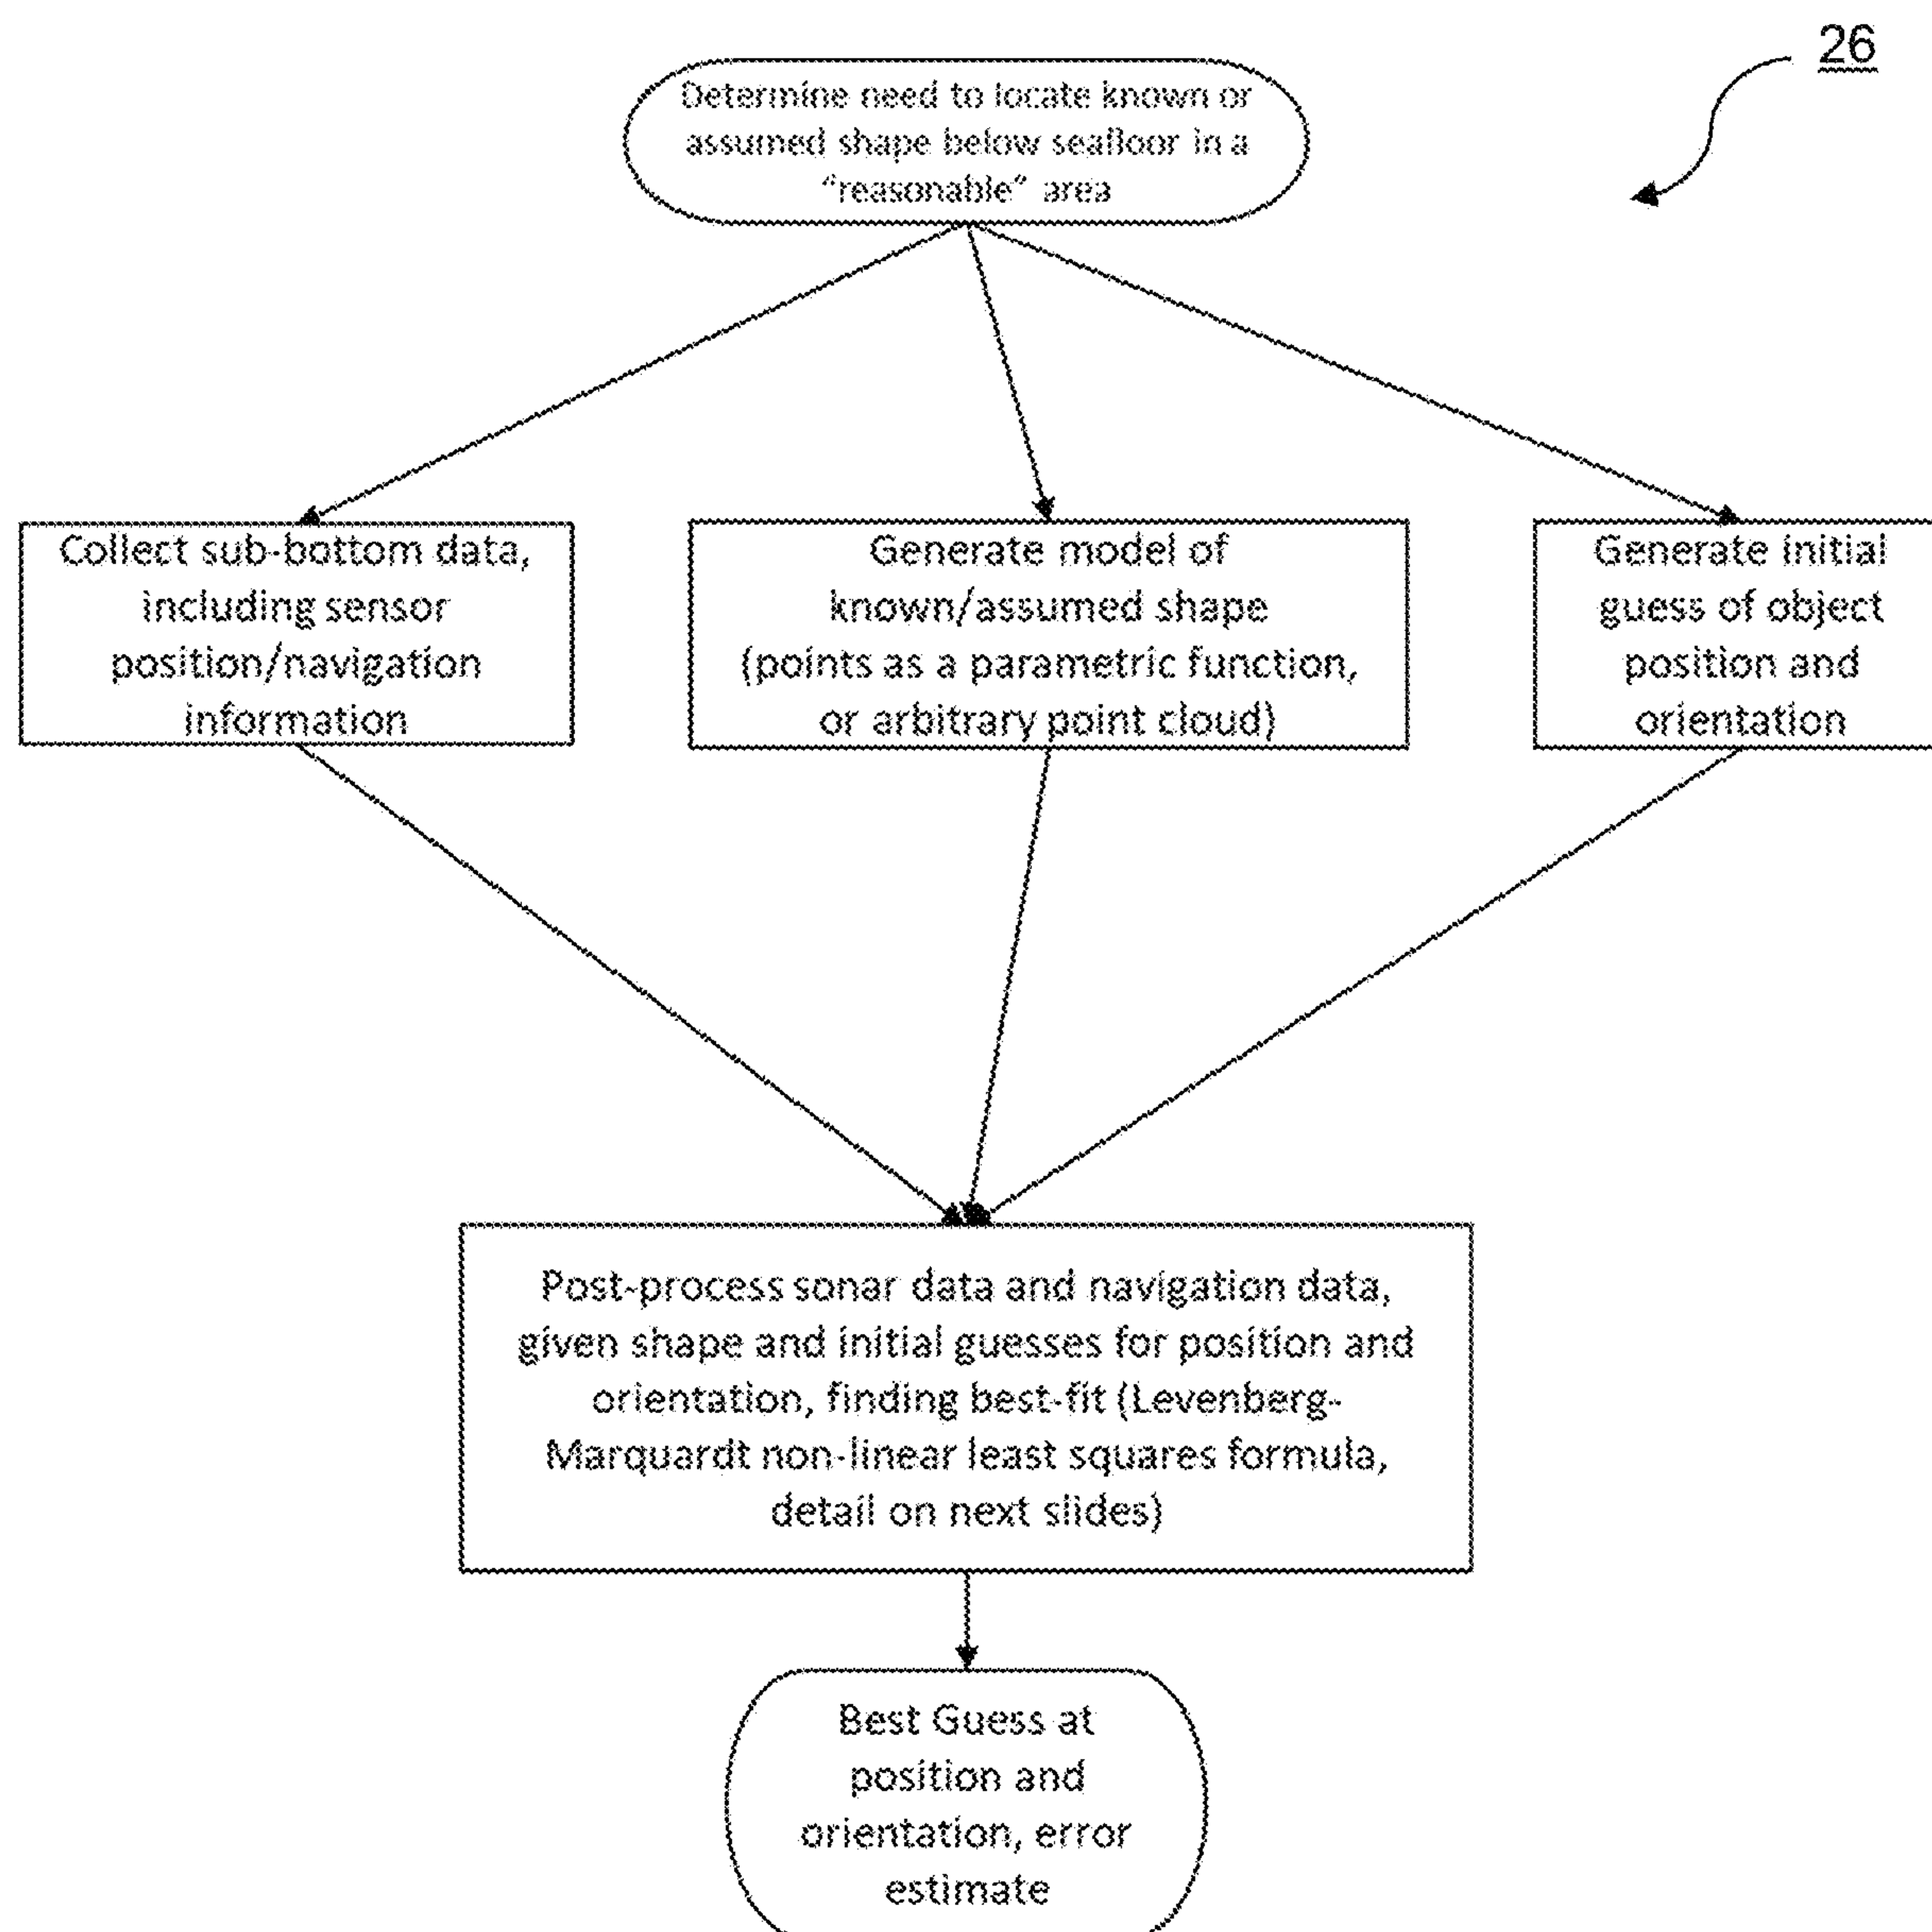 26
Determine need to locate known or
assumed shape below seafloor in a
“reasonable” area
Collect sub-bottom data,
including sensor
position/navigation
information
Generate model of
known/assumed shape
(points as a parametric function,
or arbitrary point cloud)
Generate initial
guess of object
position and
orientation
Post-process sonar data and navigation data,
given shape and initial guesses for position and
orientation, finding best-fit (Levenberg-
Marquardt non-linear least squares formula,
detail on next slides)
Best Guess at
position and
orientation, error
estimate